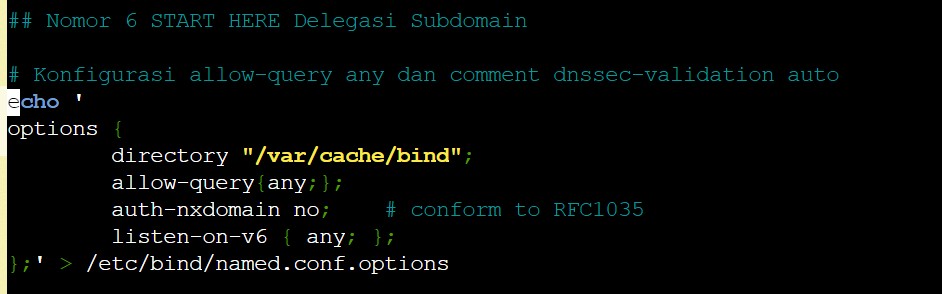 ## Nomor 6 START HERE Delegasi Subdomain
# Konfigurasi allow-query any dan comment dnssec-validation auto
echo '
options {
        directory "/var/cache/bind";
        allow-query{any;};
        auth-nxdomain no;    # conform to RFC1035
        listen-on-v6 { any; };
};' > /etc/bind/named.conf.options